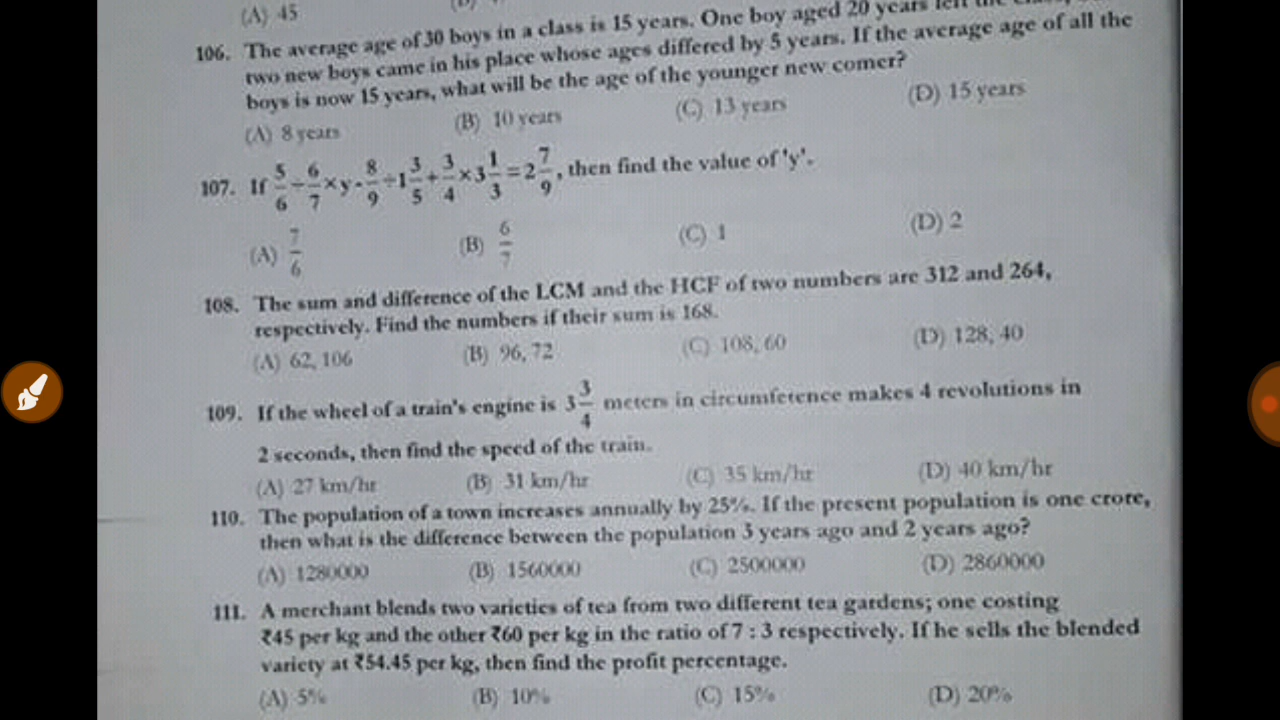 (A) 45
106. The average age of 30 boys in a class is 15 years. One boy aged 20 years left the class,
two new boys came in his place whose ages differed by 5 years. If the average age of all the
boys is now 15 years, what will be the age of the younger new comer?
(A) 8 years (B) 10 years (C) 13 years (D) 15 years
107. If 5/6 ÷ 6/7 × y - 8/9 ÷ 1 3/5 + 3/4 × 3 1/3 = 2 7/9, then find the value of 'y'.
(A) 7/6 (B) 6/7 (C) 1 (D) 2
108. The sum and difference of the LCM and the HCF of two numbers are 312 and 264,
respectively. Find the numbers if their sum is 168.
(A) 62, 106 (B) 96, 72 (C) 108, 60 (D) 128, 40
109. If the wheel of a train's engine is 3 3/4 meters in circumference makes 4 revolutions in
2 seconds, then find the speed of the train.
(A) 27 km/hr (B) 31 km/hr (C) 35 km/hr (D) 40 km/hr
110. The population of a town increases annually by 25%. If the present population is one crore,
then what is the difference between the population 3 years ago and 2 years ago?
(A) 1280000 (B) 1560000 (C) 2500000 (D) 2860000
111. A merchant blends two varieties of tea from two different tea gardens; one costing
₹45 per kg and the other ₹60 per kg in the ratio of 7 : 3 respectively. If he sells the blended
variety at ₹54.45 per kg, then find the profit percentage.
(A) 5% (B) 10% (C) 15% (D) 20%